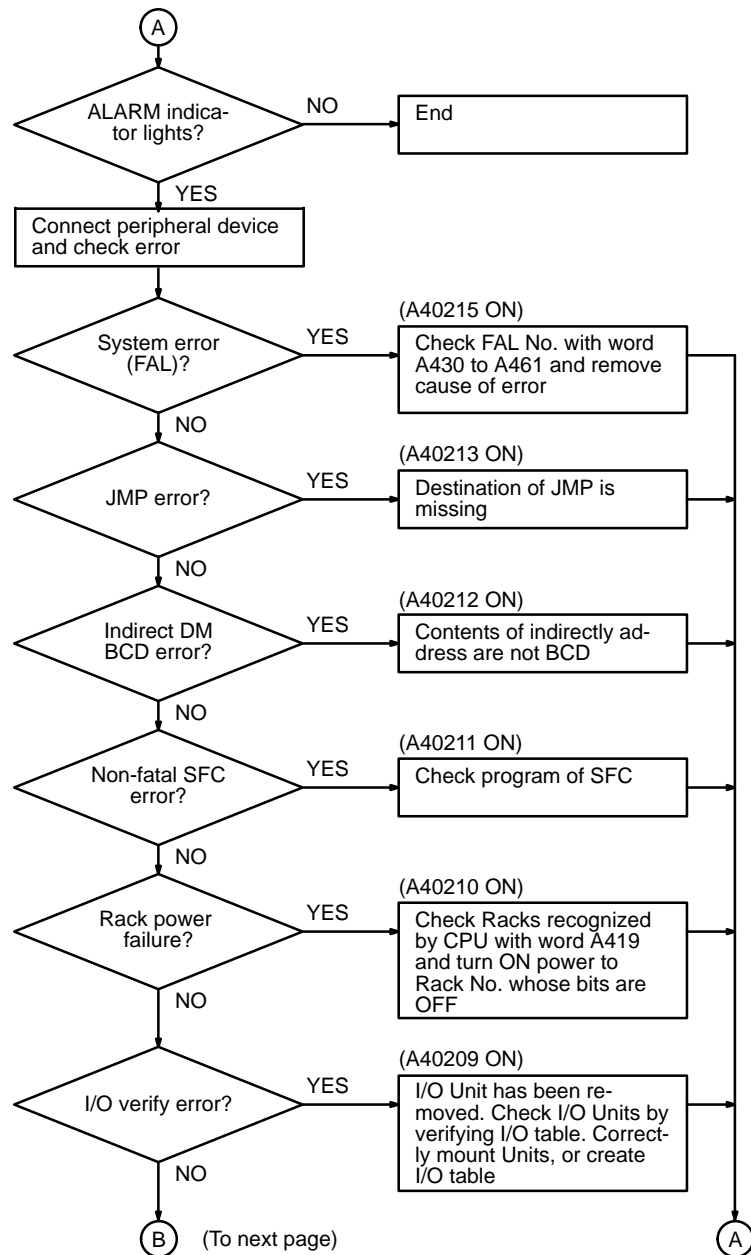 A
ALARM indica-
tor lights?
NO
End
YES
Connect peripheral device
and check error
System error
(FAL)?
YES
(A40215 ON)
Check FAL No. with word
A430 to A461 and remove
cause of error
NO
JMP error?
YES
(A40213 ON)
Destination of JMP is
missing
NO
Indirect DM
BCD error?
YES
(A40212 ON)
Contents of indirectly ad-
dress are not BCD
NO
Non-fatal SFC
error?
YES
(A40211 ON)
Check program of SFC
NO
Rack power
failure?
YES
(A40210 ON)
Check Racks recognized
by CPU with word A419
and turn ON power to
Rack No. whose bits are
OFF
NO
I/O verify error?
YES
(A40209 ON)
I/O Unit has been re-
moved. Check I/O Units by
verifying I/O table. Correct-
ly mount Units, or create
I/O table
NO
B
(To next page)
A